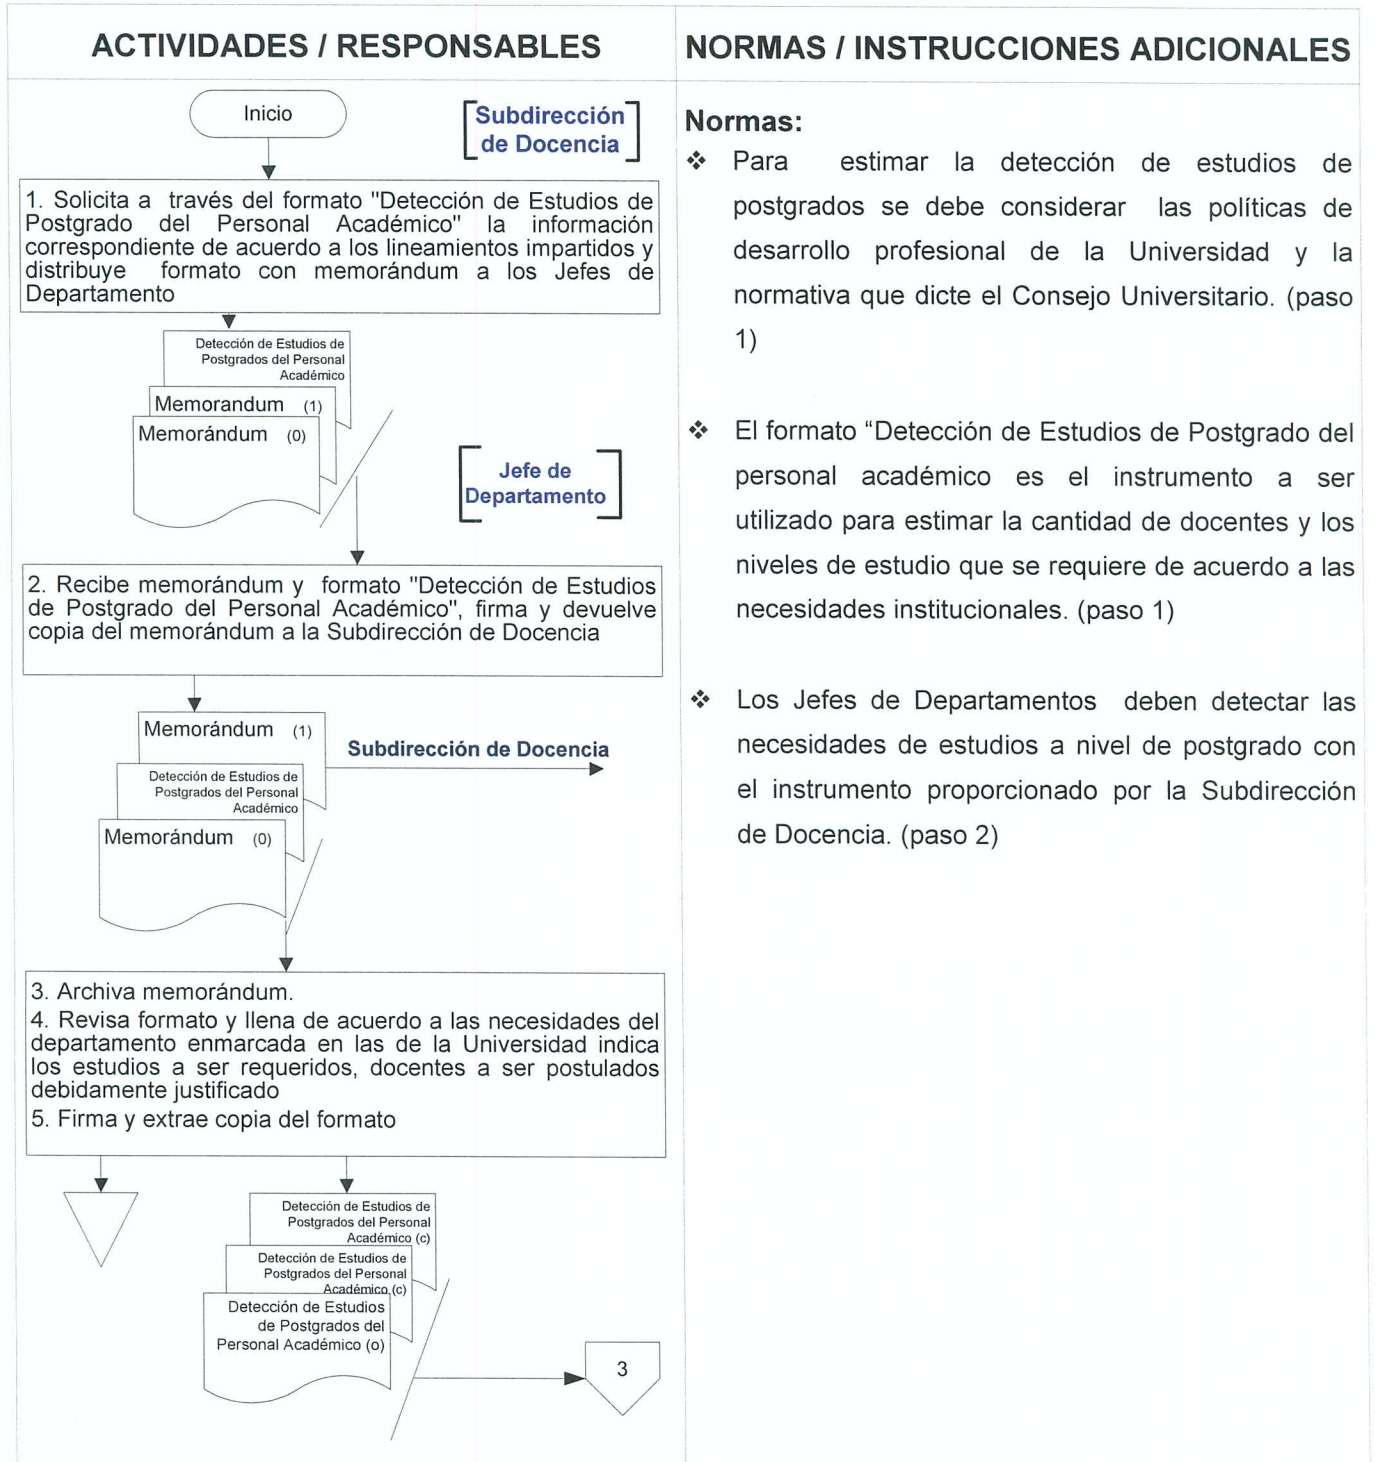 ACTIVIDADES / RESPONSABLES
NORMAS / INSTRUCCIONES ADICIONALES
Inicio
Subdirección
de Docencia
1. Solicita a través del formato "Detección de Estudios de
Postgrado del Personal Académico" la información
correspondiente de acuerdo a los lineamientos impartidos y
distribuye formato con memorándum a los Jefes de
Departamento
Detección de Estudios de
Postgrados del Personal
Académico
Memorandum (1)
Memorándum (0)
Jefe de
Departamento
2. Recibe memorándum y formato "Detección de Estudios
de Postgrado del Personal Académico", firma y devuelve
copia del memorándum a la Subdirección de Docencia
Memorándum (1)
Subdirección de Docencia
Detección de Estudios de
Postgrados del Personal
Académico
Memorándum (0)
3. Archiva memorándum.
4. Revisa formato y llena de acuerdo a las necesidades del
departamento enmarcada en las de la Universidad indica
los estudios a ser requeridos, docentes a ser postulados
debidamente justificado
5. Firma y extrae copia del formato
Detección de Estudios de
Postgrados del Personal
Académico (c)
Detección de Estudios de
Postgrados del Personal
Académico (c)
Detección de Estudios
de Postgrados del
Personal Académico (o)
3
Normas:
❖ Para estimar la detección de estudios de
postgrados se debe considerar las políticas de
desarrollo profesional de la Universidad y la
normativa que dicte el Consejo Universitario. (paso
1)
❖ El formato “Detección de Estudios de Postgrado del
personal académico es el instrumento a ser
utilizado para estimar la cantidad de docentes y los
niveles de estudio que se requiere de acuerdo a las
necesidades institucionales. (paso 1)
❖ Los Jefes de Departamentos deben detectar las
necesidades de estudios a nivel de postgrado con
el instrumento proporcionado por la Subdirección
de Docencia. (paso 2)